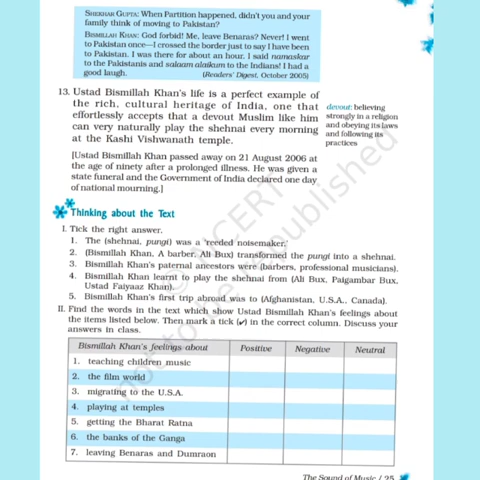 SHEKHAR GUPTA: When Partition happened, didn't you and your
family think of moving to Pakistan?
BISMILLAH KHAN: God forbid! Me, leave Benaras? Never! I went
to Pakistan once—I crossed the border just to say I have been
to Pakistan. I was there for about an hour. I said namaskar
to the Pakistanis and salaam alaikum to the Indians! I had a
good laugh. (Readers' Digest, October 2005)
13. Ustad Bismillah Khan's life is a perfect example of
the rich, cultural heritage of India, one that
effortlessly accepts that a devout Muslim like him
can very naturally play the shehnai every morning
at the Kashi Vishwanath temple.
devout: believing
strongly in a religion
and obeying its laws
and following its
practices
[Ustad Bismillah Khan passed away on 21 August 2006 at
the age of ninety after a prolonged illness. He was given a
state funeral and the Government of India declared one day
of national mourning.]
Thinking about the Text
I. Tick the right answer.
1. The (shehnai, pungi) was a 'reeded noisemaker.'
2. (Bismillah Khan, A barber, Ali Bux) transformed the pungi into a shehnai.
3. Bismillah Khan's paternal ancestors were (barbers, professional musicians).
4. Bismillah Khan learnt to play the shehnai from (Ali Bux, Paigambar Bux,
Ustad Faiyaaz Khan).
5. Bismillah Khan's first trip abroad was to (Afghanistan, U.S.A., Canada).
II. Find the words in the text which show Ustad Bismillah Khan's feelings about
the items listed below. Then mark a tick (✓) in the correct column. Discuss your
answers in class.
Bismillah Khan's feelings about Positive Negative Neutral
1. teaching children music
2. the film world
3. migrating to the U.S.A.
4. playing at temples
5. getting the Bharat Ratna
6. the banks of the Ganga
7. leaving Benaras and Dumraon
The Sound of Music / 25
© NCERT
not to be republished